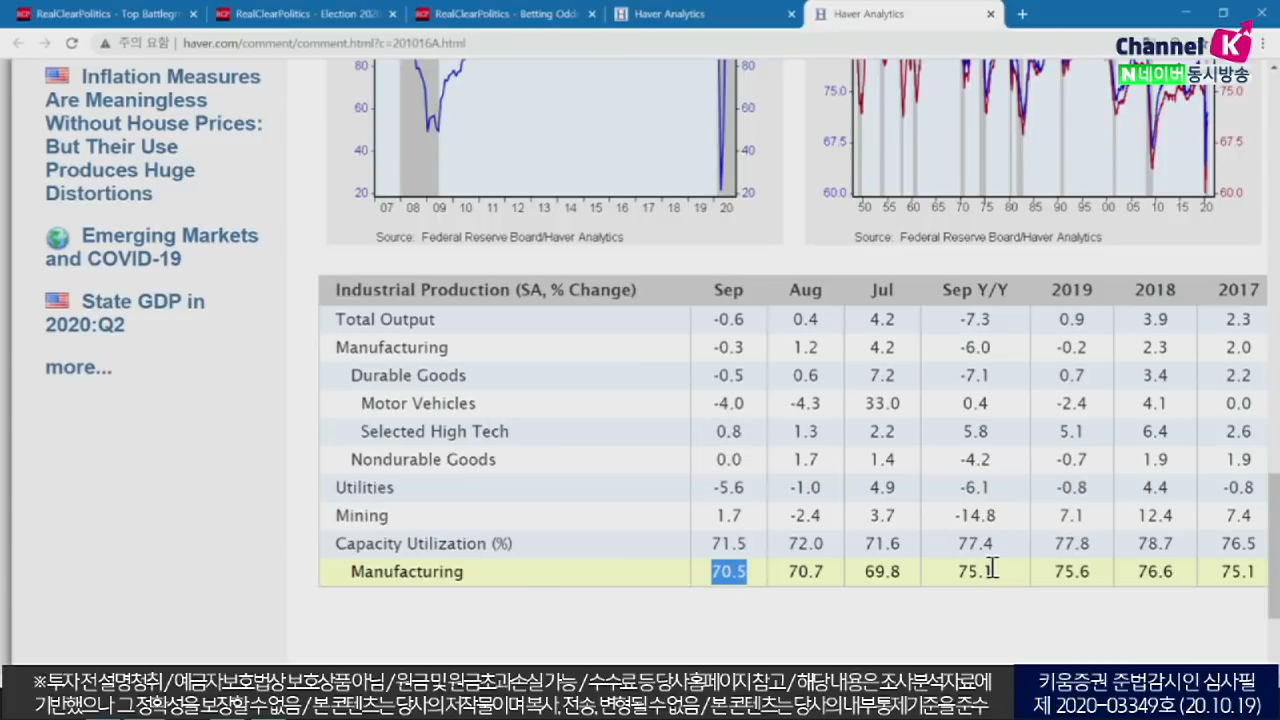 RealClearPolitics - Top Battlegr
RealClearPolitics - Election 2020
RealClearPolitics - Betting Odd
Haver Analytics
Haver Analytics
주의 요함
haver.com/comment/comment.html?c=201016A.html
Channel K
N네이버 동시방송
Inflation Measures
Are Meaningless
Without House Prices:
But Their Use
Produces Huge
Distortions
Emerging Markets
and COVID-19
State GDP in
2020:Q2
more...
80 80
60 60
40 40
20 20
07 08 09 10 11 12 13 14 15 16 17 18 19 20
Source: Federal Reserve Board/Haver Analytics
75.0 75.0
67.5 67.5
60.0 60.0
50 55 60 65 70 75 80 85 90 95 00 05 10 15 20
Source: Federal Reserve Board/Haver Analytics
Industrial Production (SA, % Change) Sep Aug Jul Sep Y/Y 2019 2018 2017
Total Output -0.6 0.4 4.2 -7.3 0.9 3.9 2.3
Manufacturing -0.3 1.2 4.2 -6.0 -0.2 2.3 2.0
Durable Goods -0.5 0.6 7.2 -7.1 0.7 3.4 2.2
Motor Vehicles -4.0 -4.3 33.0 0.4 -2.4 4.1 0.0
Selected High Tech 0.8 1.3 2.2 5.8 5.1 6.4 2.6
Nondurable Goods 0.0 1.7 1.4 -4.2 -0.7 1.9 1.9
Utilities -5.6 -1.0 4.9 -6.1 -0.8 4.4 -0.8
Mining 1.7 -2.4 3.7 -14.8 7.1 12.4 7.4
Capacity Utilization (%) 71.5 72.0 71.6 77.4 77.8 78.7 76.5
Manufacturing 70.5 70.7 69.8 75.1 75.6 76.6 75.1
※투자 전 설명청취 / 예금자보호법상 보호상품 아님 / 원금 및 원금초과손실 가능 / 수수료 등 당사홈페이지 참고 / 해당 내용은 조사분석자료에
기반했으나 그 정확성을 보장할 수 없음 / 본 콘텐츠는 당사의 저작물이며 복사, 전송, 변형될 수 없음 / 본 콘텐츠는 당사의 내부통제기준을 준수
키움증권 준법감시인 심사필
제 2020-03349호 (20.10.19)